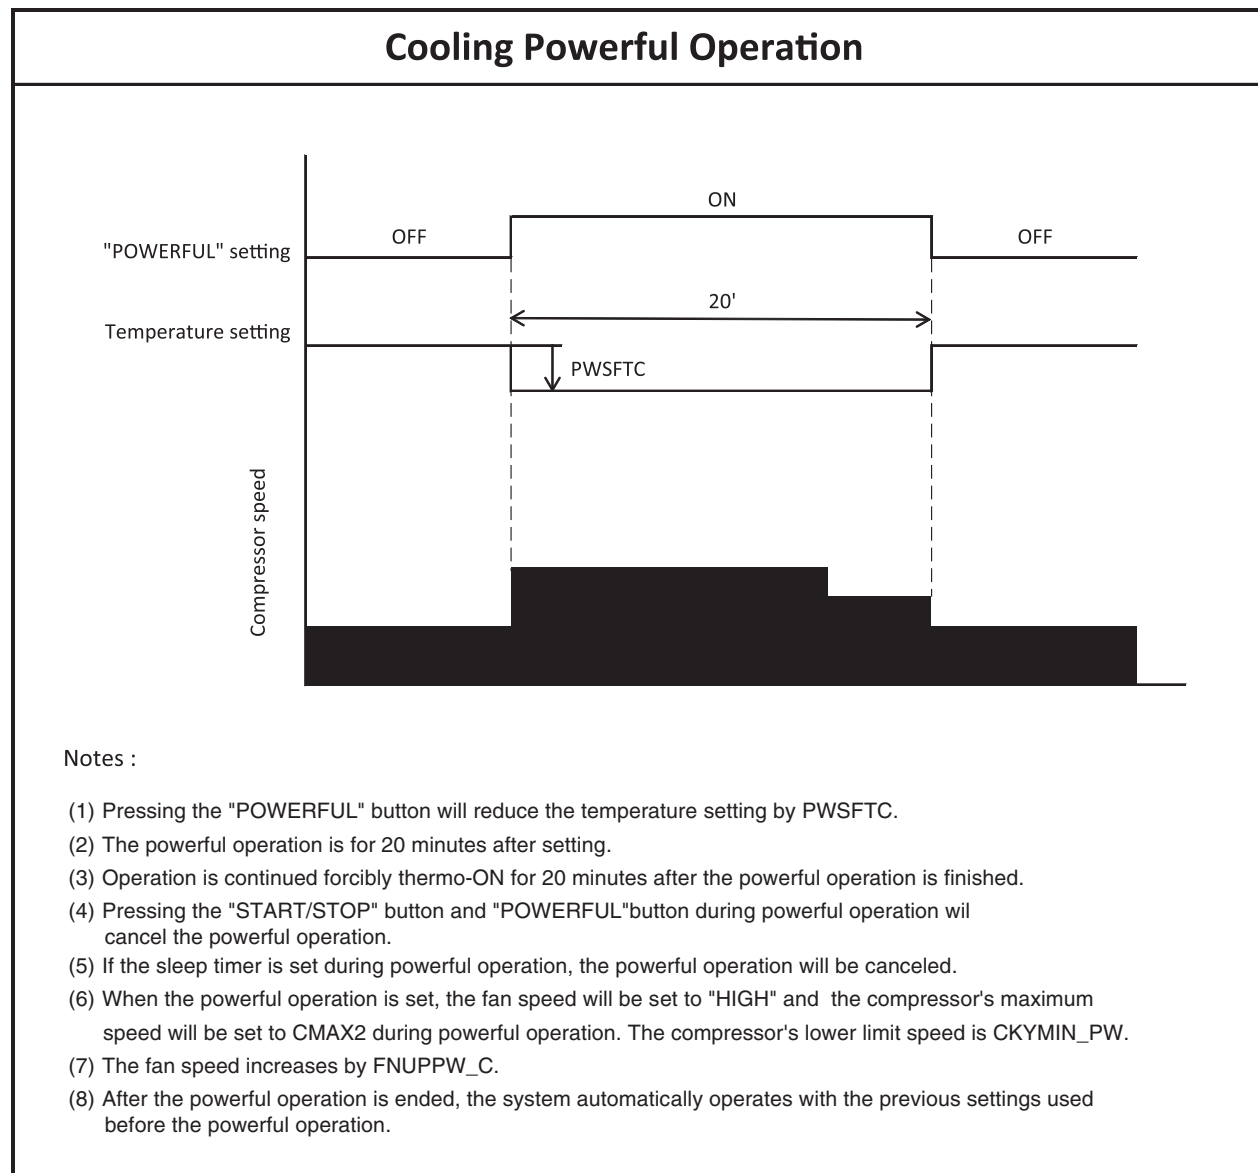 Cooling Powerful Operation
ON
OFF
OFF
"POWERFUL" setting
20'
Temperature setting
PWSFTC
Compressor speed
Notes :
(1) Pressing the "POWERFUL" button will reduce the temperature setting by PWSFTC.
(2) The powerful operation is for 20 minutes after setting.
(3) Operation is continued forcibly thermo-ON for 20 minutes after the powerful operation is finished.
(4) Pressing the "START/STOP" button and "POWERFUL"button during powerful operation wil
cancel the powerful operation.
(5) If the sleep timer is set during powerful operation, the powerful operation will be canceled.
(6) When the powerful operation is set, the fan speed will be set to "HIGH" and  the compressor's maximum
speed will be set to CMAX2 during powerful operation. The compressor's lower limit speed is CKYMIN_PW.
(7) The fan speed increases by FNUPPW_C.
(8) After the powerful operation is ended, the system automatically operates with the previous settings used
before the powerful operation.